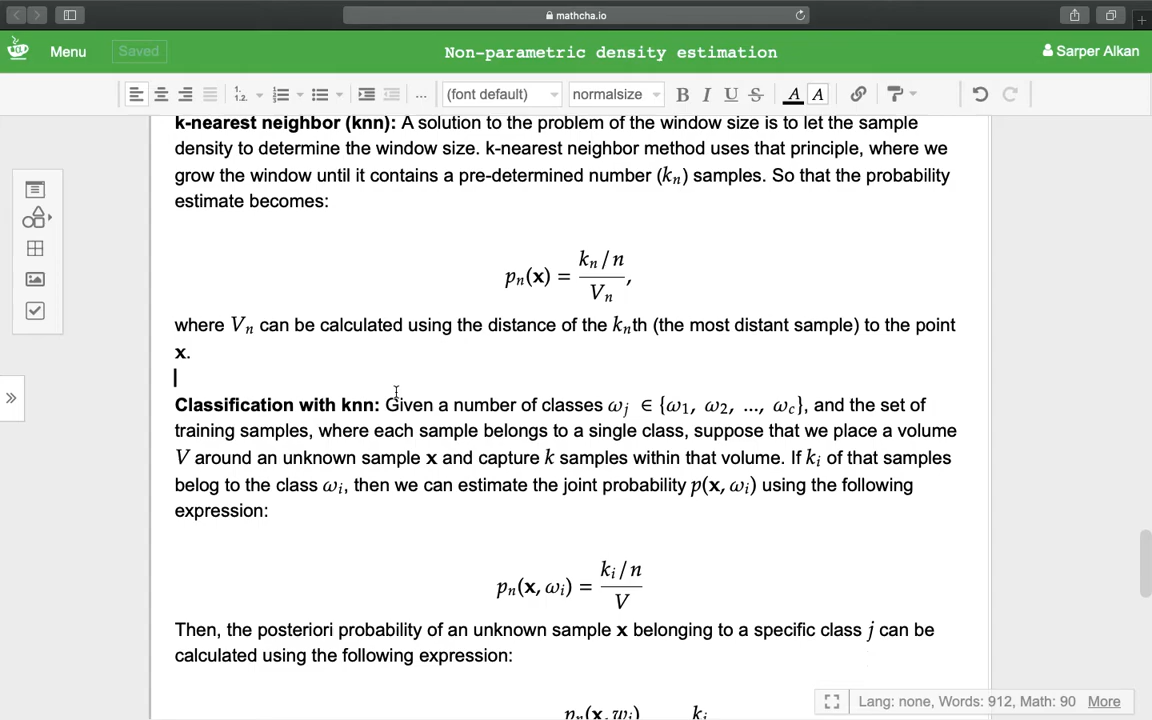 mathcha.io
Menu
Saved
Non-parametric density estimation
Sarper Alkan
(font default)
normalsize
B I U S A A
k-nearest neighbor (knn): A solution to the problem of the window size is to let the sample
density to determine the window size. k-nearest neighbor method uses that principle, where we
grow the window until it contains a pre-determined number (kₙ) samples. So that the probability
estimate becomes:
pₙ(x) = (kₙ / n) / Vₙ,
where Vₙ can be calculated using the distance of the kₙth (the most distant sample) to the point
x.
Classification with knn: Given a number of classes ωⱼ ∈ {ω₁, ω₂, ..., ω_c}, and the set of
training samples, where each sample belongs to a single class, suppose that we place a volume
V around an unknown sample x and capture k samples within that volume. If kᵢ of that samples
belog to the class ωᵢ, then we can estimate the joint probability p(x, ωᵢ) using the following
expression:
pₙ(x, ωᵢ) = (kᵢ / n) / V
Then, the posteriori probability of an unknown sample x belonging to a specific class j can be
calculated using the following expression:
Lang: none, Words: 912, Math: 90 More